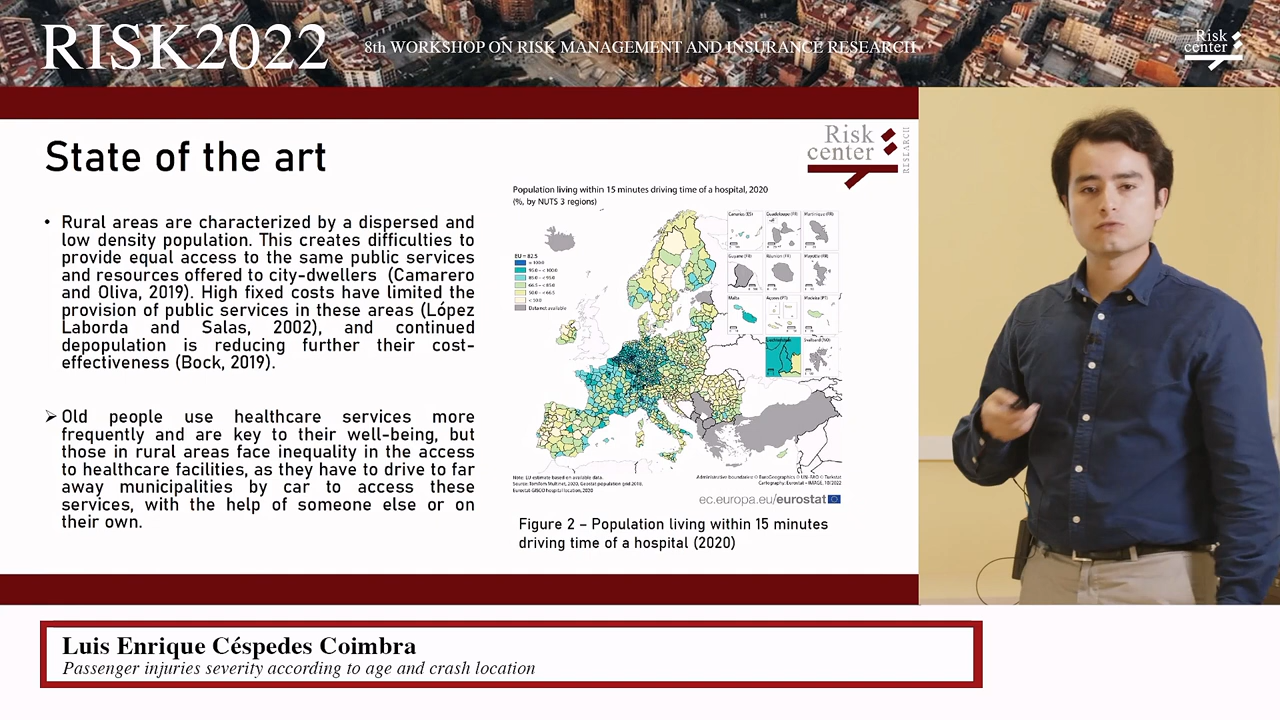 RISK2022
8th WORKSHOP ON RISK MANAGEMENT AND INSURANCE RESEARCH
Risk
center
State of the art
Risk
center
RESEARCH
• Rural areas are characterized by a dispersed and
low density population. This creates difficulties to
provide equal access to the same public services
and resources offered to city-dwellers (Camarero
and Oliva, 2019). High fixed costs have limited the
provision of public services in these areas (López
Laborda and Salas, 2002), and continued
depopulation is reducing further their cost-
effectiveness (Bock, 2019).
➢ Old people use healthcare services more
frequently and are key to their well-being, but
those in rural areas face inequality in the access
to healthcare facilities, as they have to drive to far
away municipalities by car to access these
services, with the help of someone else or on
their own.
Population living within 15 minutes driving time of a hospital, 2020
(%, by NUTS 3 regions)
EU = 82.5
Data not available
Canarias (ES)
Guadeloupe (FR)
Martinique (FR)
Guyane (FR)
Réunion (FR)
Mayotte (FR)
Malta
Açores (PT)
Madeira (PT)
Liechtenstein
Svalbard (NO)
Note: EU estimate based on available data.
ec.europa.eu/eurostat
Figure 2 – Population living within 15 minutes
driving time of a hospital (2020)
Luis Enrique Céspedes Coimbra
Passenger injuries severity according to age and crash location